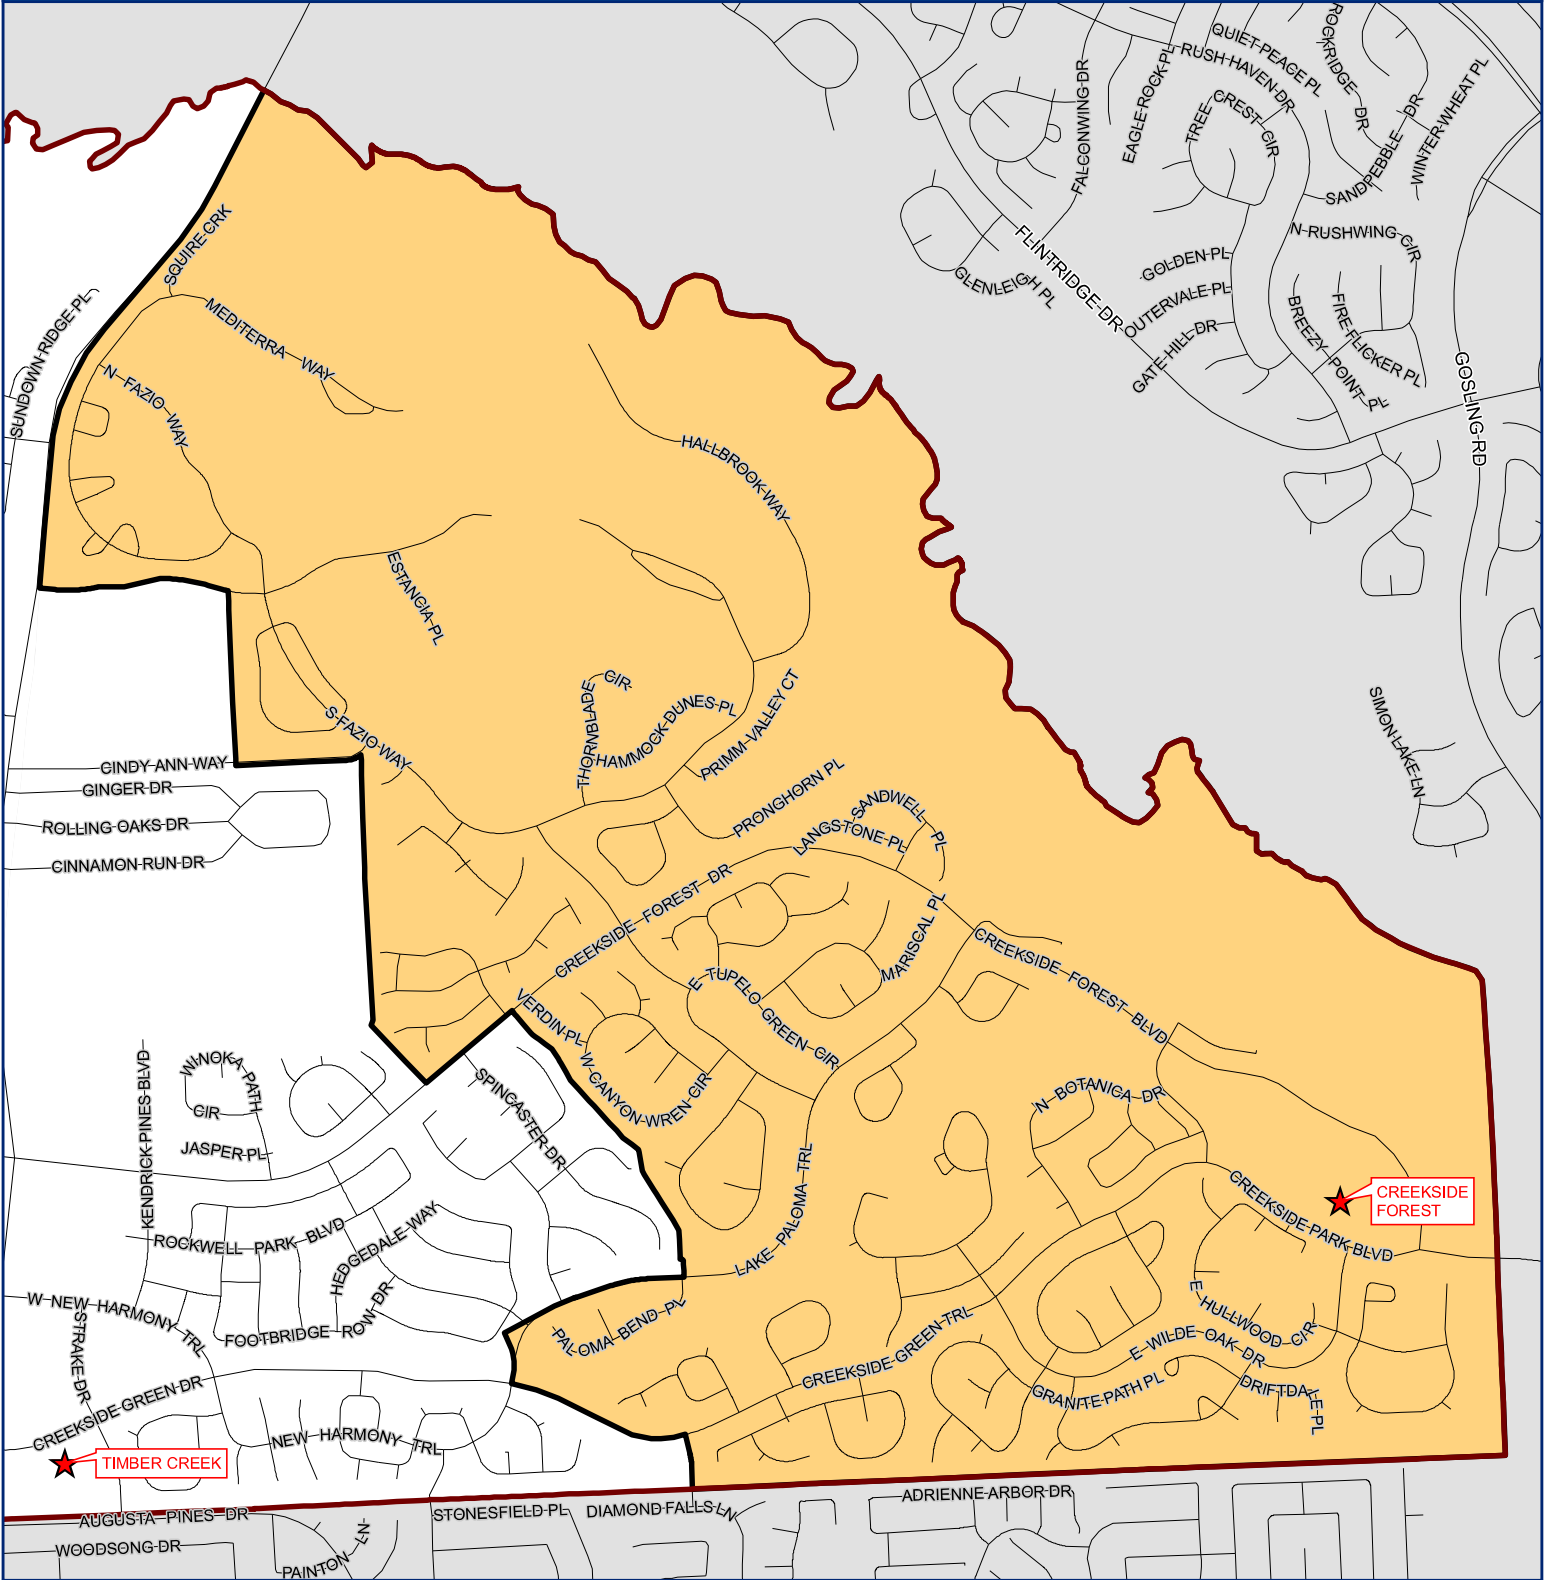 QUIET PEACE PL
RUSH HAVEN DR
ROCKRIDGE DR
EAGLE ROCK PL
FALCONWING DR
TREE CREST CIR
SANDPEBBLE DR
WINTER WHEAT PL
N RUSHWING CIR
FLINTRIDGE DR
GLENLEIGH PL
GOLDEN PL
OUTERVALE PL
GATE HILL DR
BREEZY POINT PL
FIRE FLICKER PL
GOSLING RD
SQUIRE CRK
SUNDOWN RIDGE PL
MEDITERRA WAY
N FAZIO WAY
HALLBROOK WAY
ESTANCIA PL
THORNBLADE CIR
HAMMOCK DUNES PL
PRIMM VALLEY CT
S FAZIO WAY
SIMON LAKE LN
CINDY ANN WAY
GINGER DR
ROLLING OAKS DR
CINNAMON RUN DR
PRONGHORN PL
SANDWELL PL
LANGSTONE PL
CREEKSIDE FOREST DR
MARISCAL PL
CREEKSIDE FOREST BLVD
E TUPELO GREEN CIR
VERDIN PL
W CANYON WREN CIR
WINOKA PATH CIR
KENDRICK PINES BLVD
JASPER PL
SPINCASTER DR
N BOTANICA DR
LAKE PALOMA TRL
CREEKSIDE PARK BLVD
CREEKSIDE
FOREST
ROCKWELL PARK BLVD
HEDGEDALE WAY
W NEW HARMONY TRL
FOOTBRIDGE ROW DR
STRAKE DR
PALOMA BEND PL
E HULLWOOD CIR
E WILDE OAK DR
CREEKSIDE GREEN TRL
GRANITE PATH PL
DRIFTDALE PL
CREEKSIDE GREEN DR
NEW HARMONY TRL
TIMBER CREEK
AUGUSTA PINES DR
STONESFIELD PL
DIAMOND FALLS LN
ADRIENNE ARBOR DR
WOODSONG DR
PAINTON LN